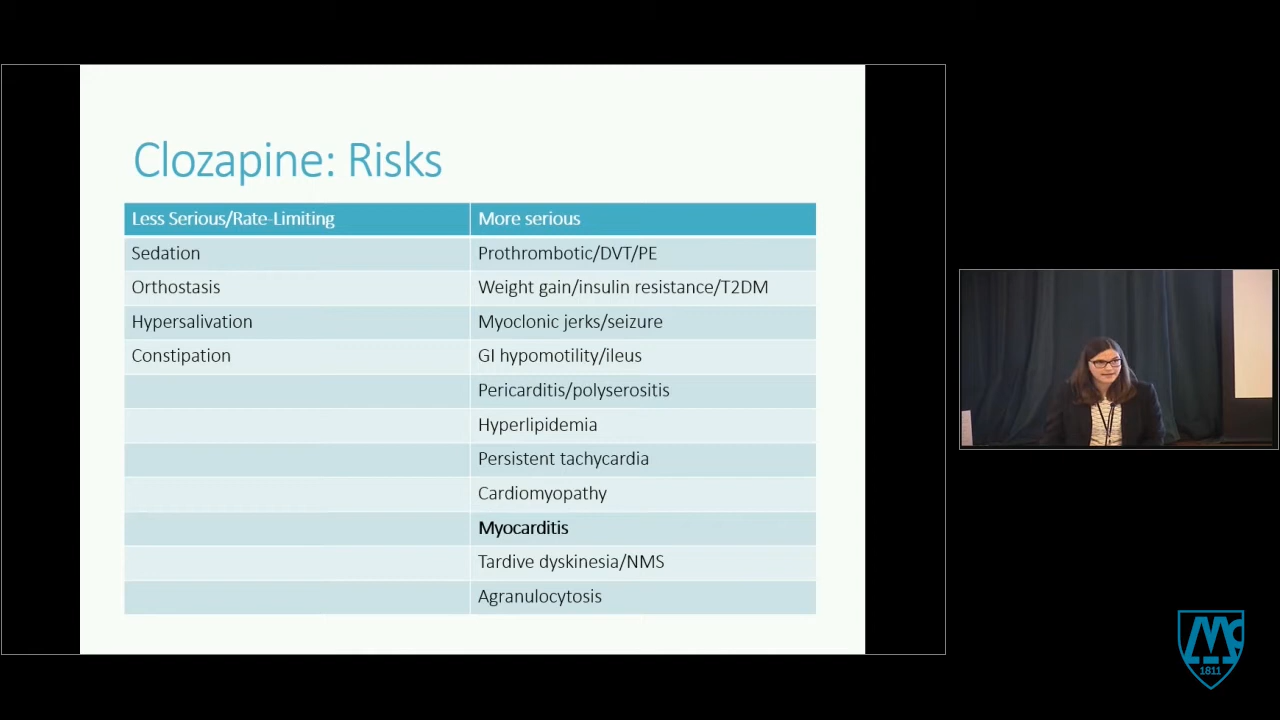 Clozapine: Risks
Less Serious/Rate-Limiting More serious
Sedation Prothrombotic/DVT/PE
Orthostasis Weight gain/insulin resistance/T2DM
Hypersalivation Myoclonic jerks/seizure
Constipation GI hypomotility/ileus
Pericarditis/polyserositis
Hyperlipidemia
Persistent tachycardia
Cardiomyopathy
Myocarditis
Tardive dyskinesia/NMS
Agranulocytosis
Mc
1811